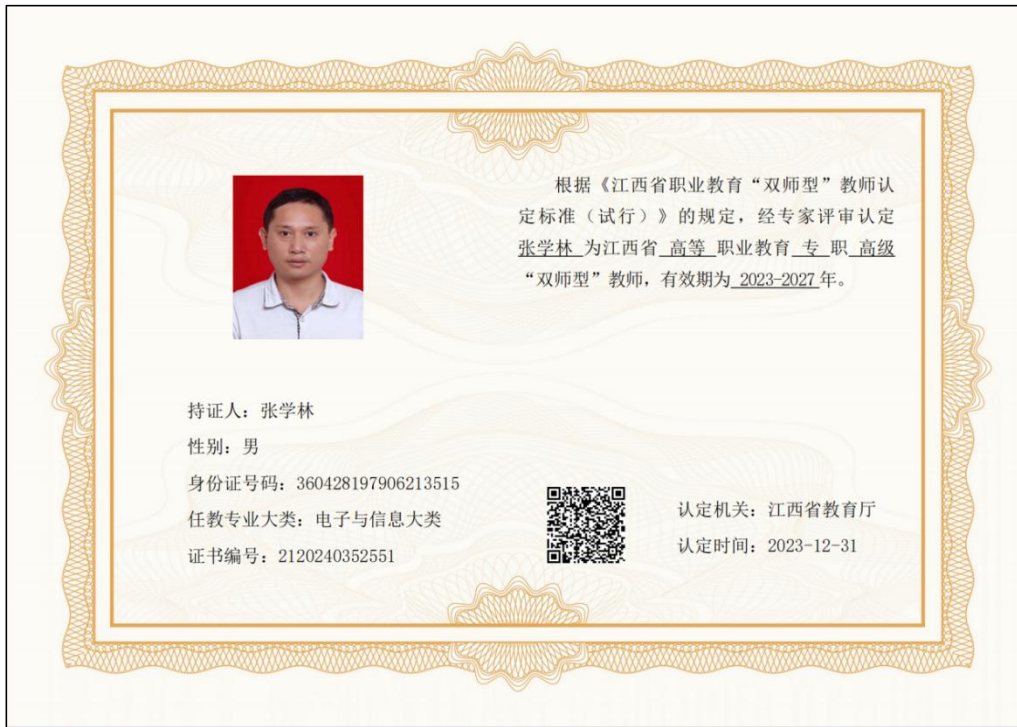 根据《江西省职业教育“双师型”教师认
定标准（试行）》的规定，经专家评审认定
张学林 为江西省 高等 职业教育 专 职 高级
“双师型”教师，有效期为 2023-2027 年。
持证人：张学林
性别：男
身份证号码：360428197906213515
任教专业大类：电子与信息大类
证书编号：2120240352551
认定机关：江西省教育厅
认定时间：2023-12-31